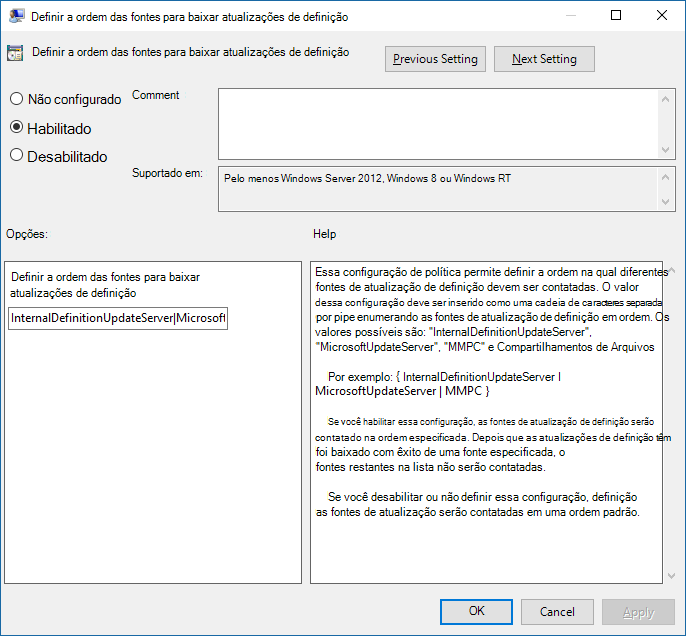 Definir a ordem das fontes para baixar atualizações de definição
Definir a ordem das fontes para baixar atualizações de definição
Previous Setting
Next Setting
Não configurado
Habilitado
Desabilitado
Comment
Suportado em:
Pelo menos Windows Server 2012, Windows 8 ou Windows RT
Opções:
Help
Definir a ordem das fontes para baixar
atualizações de definição
InternalDefinitionUpdateServer|Microsoft
Essa configuração de política permite definir a ordem na qual diferentes
fontes de atualização de definição devem ser contatadas. O valor
dessa configuração deve ser inserido como uma cadeia de caracteres separada
por pipe enumerando as fontes de atualização de definição em ordem. Os
valores possíveis são: "InternalDefinitionUpdateServer",
"MicrosoftUpdateServer", "MMPC" e Compartilhamentos de Arquivos
Por exemplo: { InternalDefinitionUpdateServer |
MicrosoftUpdateServer | MMPC }
Se você habilitar essa configuração, as fontes de atualização de definição serão
contatado na ordem especificada. Depois que as atualizações de definição têm
foi baixado com êxito de uma fonte especificada, o
fontes restantes na lista não serão contatadas.
Se você desabilitar ou não definir essa configuração, definição
as fontes de atualização serão contatadas em uma ordem padrão.
OK
Cancel
Apply